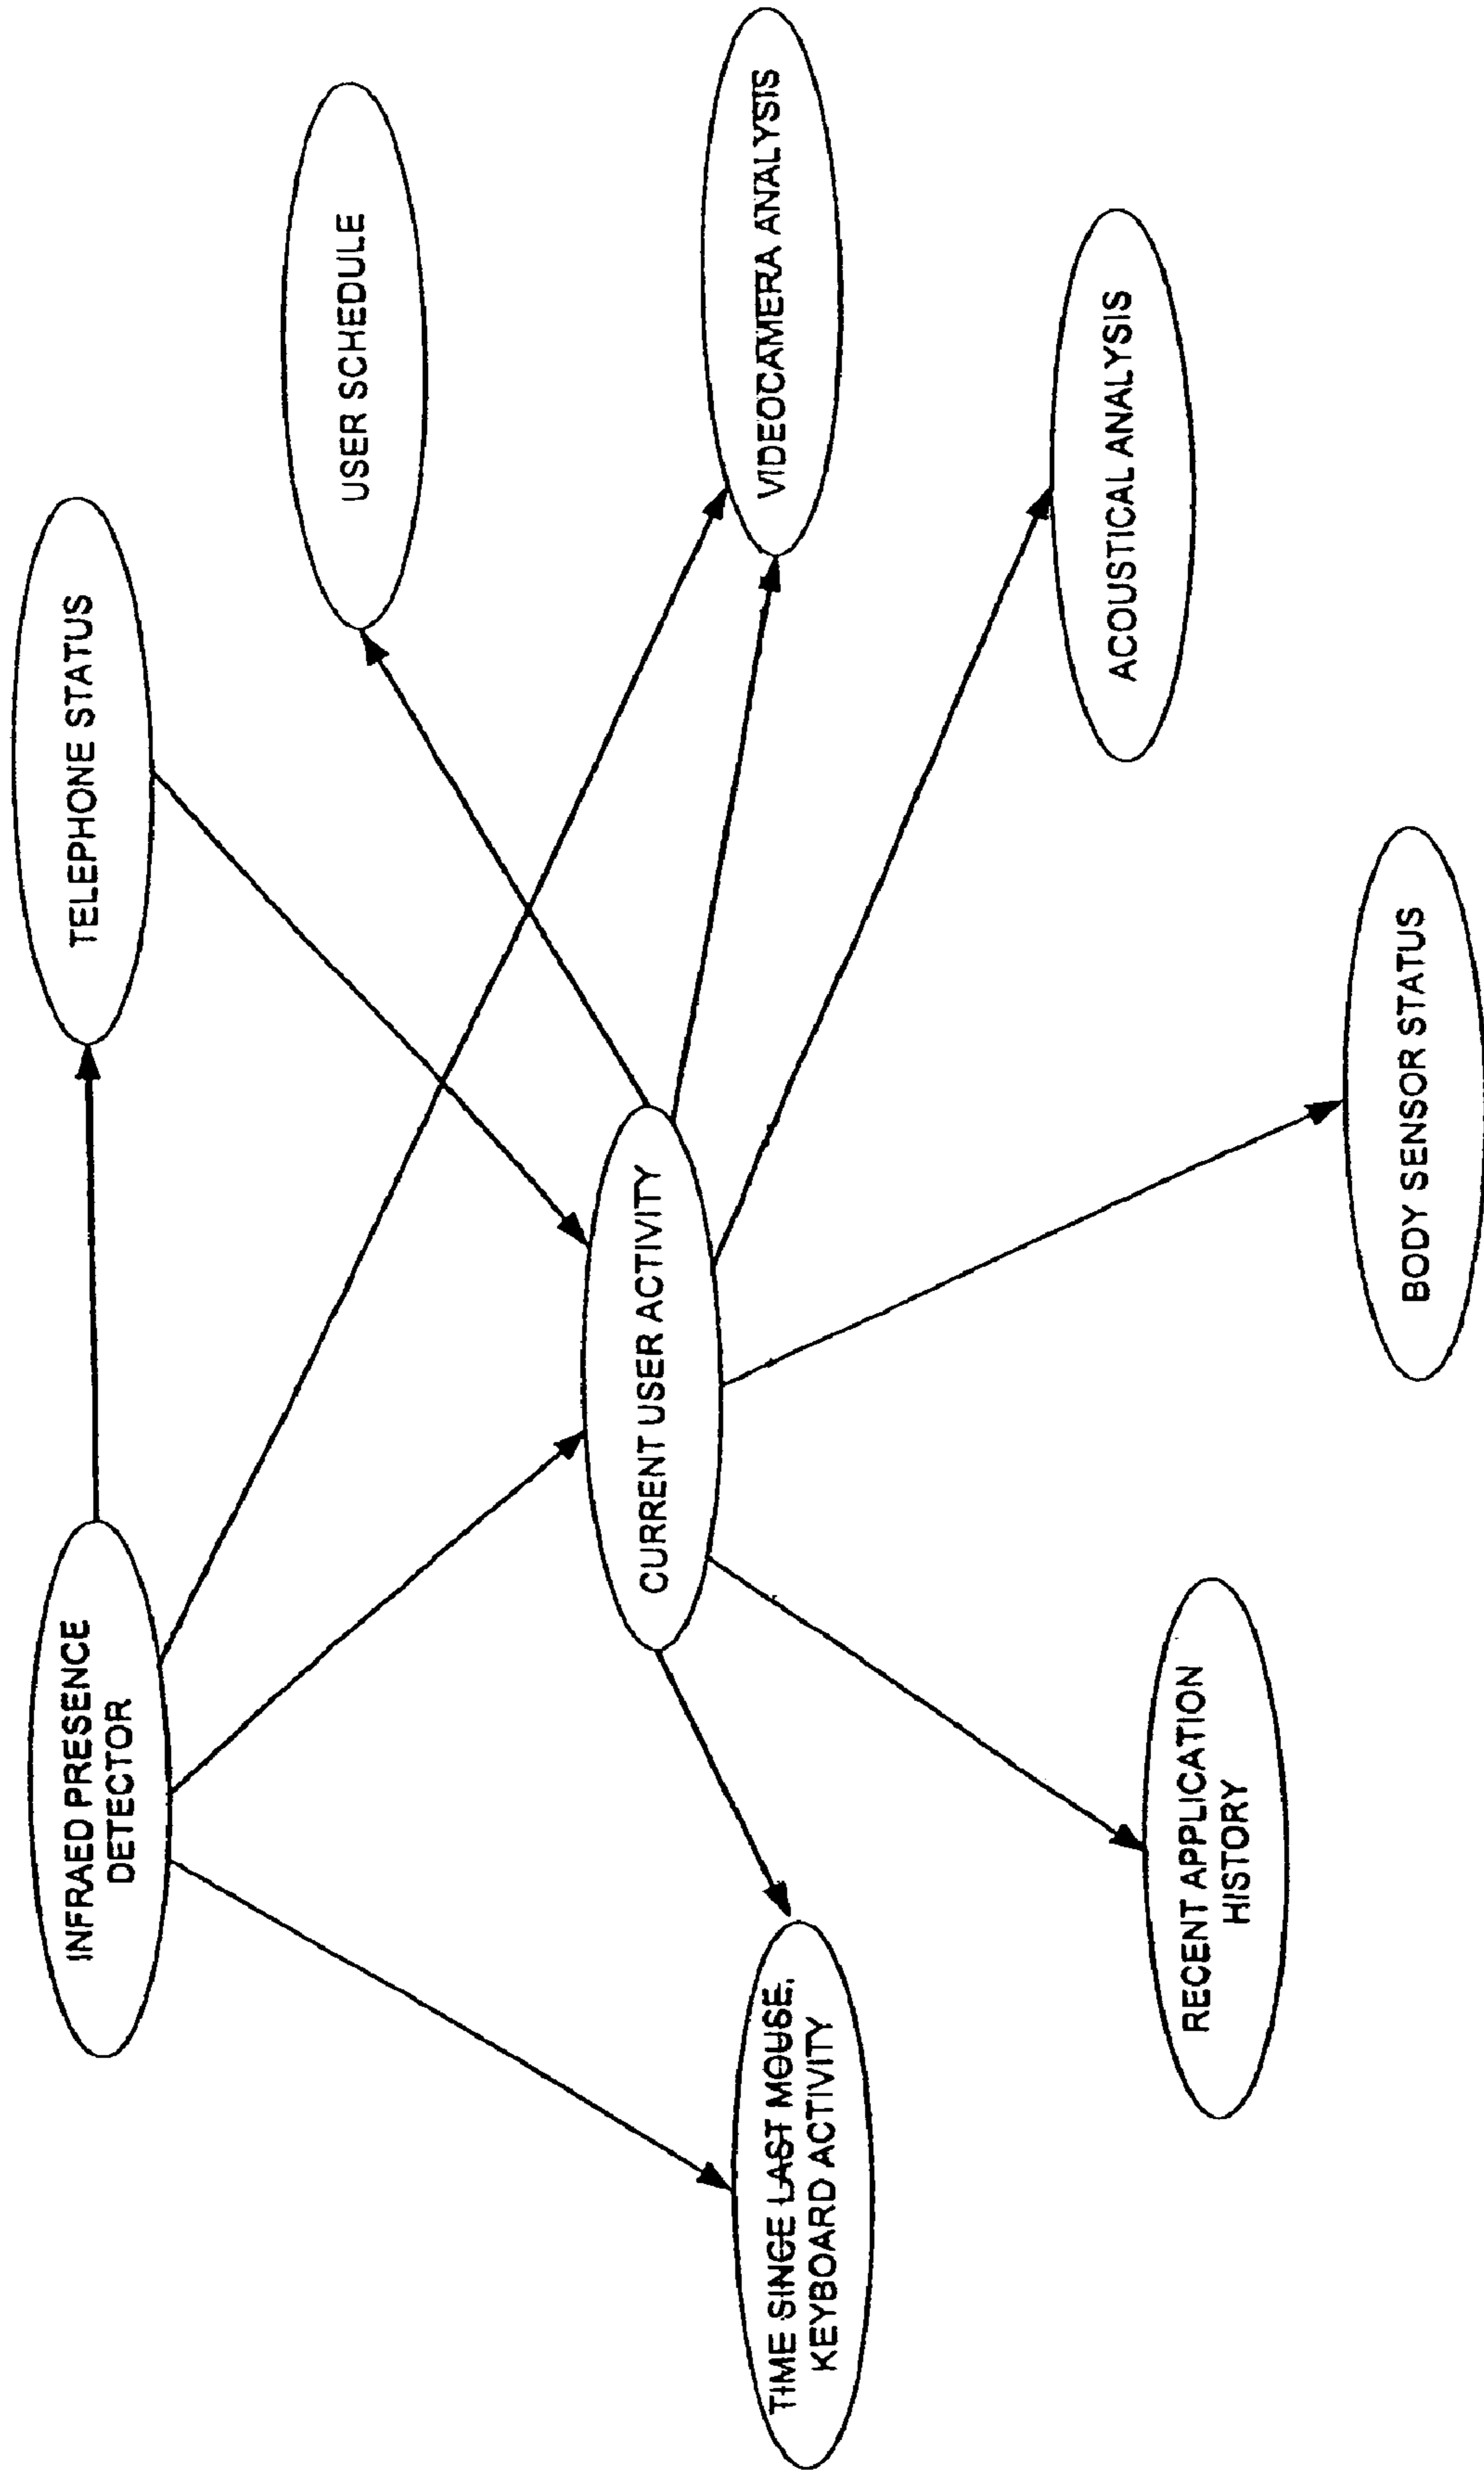 INFRAED PRESENCE
DETECTOR
TELEPHONE STATUS
USER SCHEDULE
CURRENT USER ACTIVITY
TIME SINGE LAST MOUSE,
KEYBOARD ACTIVITY
VIDEOCAMERA ANALYSIS
ACOUSTICAL ANALYSIS
RECENT APPLICATION
HISTORY
BODY SENSOR STATUS